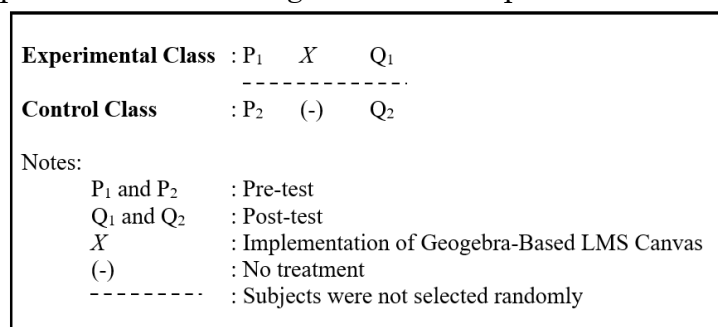 Experimental Class : P₁ X Q₁
-------------
Control Class : P₂ (-) Q₂
Notes:
P₁ and P₂ : Pre-test
Q₁ and Q₂ : Post-test
X : Implementation of Geogebra-Based LMS Canvas
(-) : No treatment
--------- : Subjects were not selected randomly